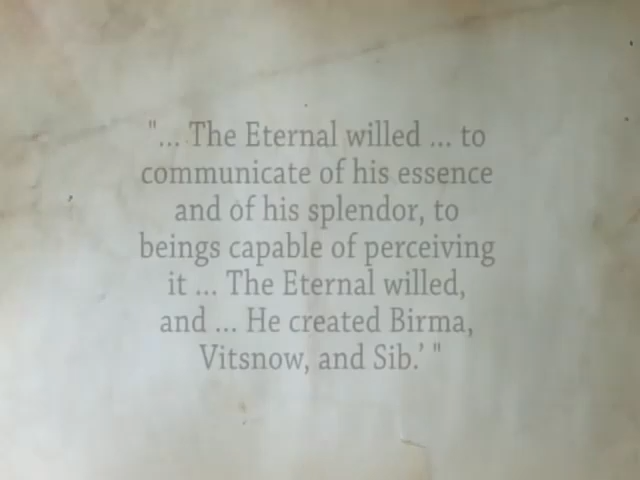 "... The Eternal willed ... to
communicate of his essence
and of his splendor, to
beings capable of perceiving
it ... The Eternal willed,
and ... He created Birma,
Vitsnow, and Sib.’ "